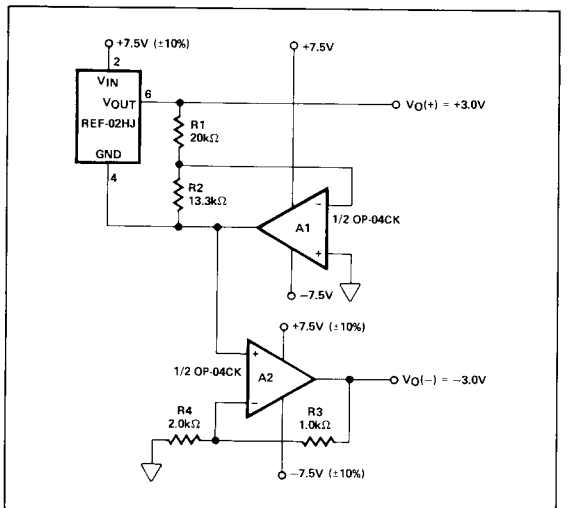 +7.5V (±10%)
+7.5V
2
VIN
VOUT
6
REF-02HJ
GND
4
VO(+) = +3.0V
R1
20kΩ
R2
13.3kΩ
−
A1
+
1/2 OP-04CK
−7.5V
+7.5V (±10%)
1/2 OP-04CK
+
A2
−
VO(−) = −3.0V
R4
2.0kΩ
R3
1.0kΩ
−7.5V (±10%)